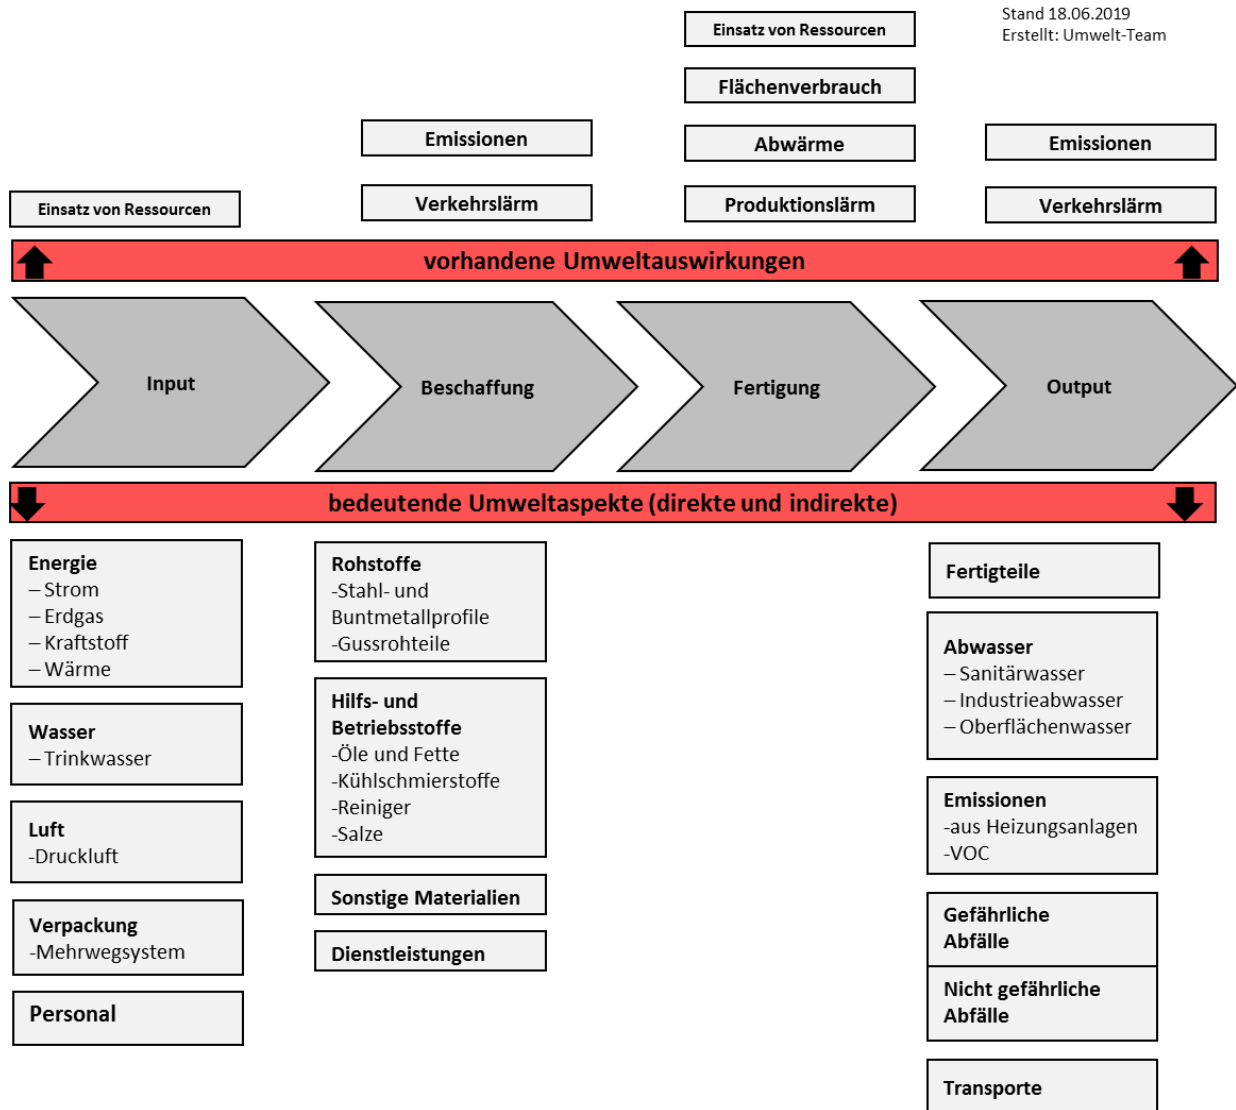 Stand 18.06.2019
Erstellt: Umwelt-Team
Einsatz von Ressourcen
Flächenverbrauch
Emissionen
Abwärme
Emissionen
Einsatz von Ressourcen
Verkehrslärm
Produktionslärm
Verkehrslärm
vorhandene Umweltauswirkungen
Input
Beschaffung
Fertigung
Output
bedeutende Umweltaspekte (direkte und indirekte)
Energie
– Strom
– Erdgas
– Kraftstoff
– Wärme
Wasser
– Trinkwasser
Luft
-Druckluft
Verpackung
-Mehrwegsystem
Personal
Rohstoffe
-Stahl- und
Buntmetallprofile
-Gussrohteile
Hilfs- und
Betriebsstoffe
-Öle und Fette
-Kühlschmierstoffe
-Reiniger
-Salze
Sonstige Materialien
Dienstleistungen
Fertigteile
Abwasser
– Sanitärwasser
– Industrieabwasser
– Oberflächenwasser
Emissionen
-aus Heizungsanlagen
-VOC
Gefährliche
Abfälle
Nicht gefährliche
Abfälle
Transporte